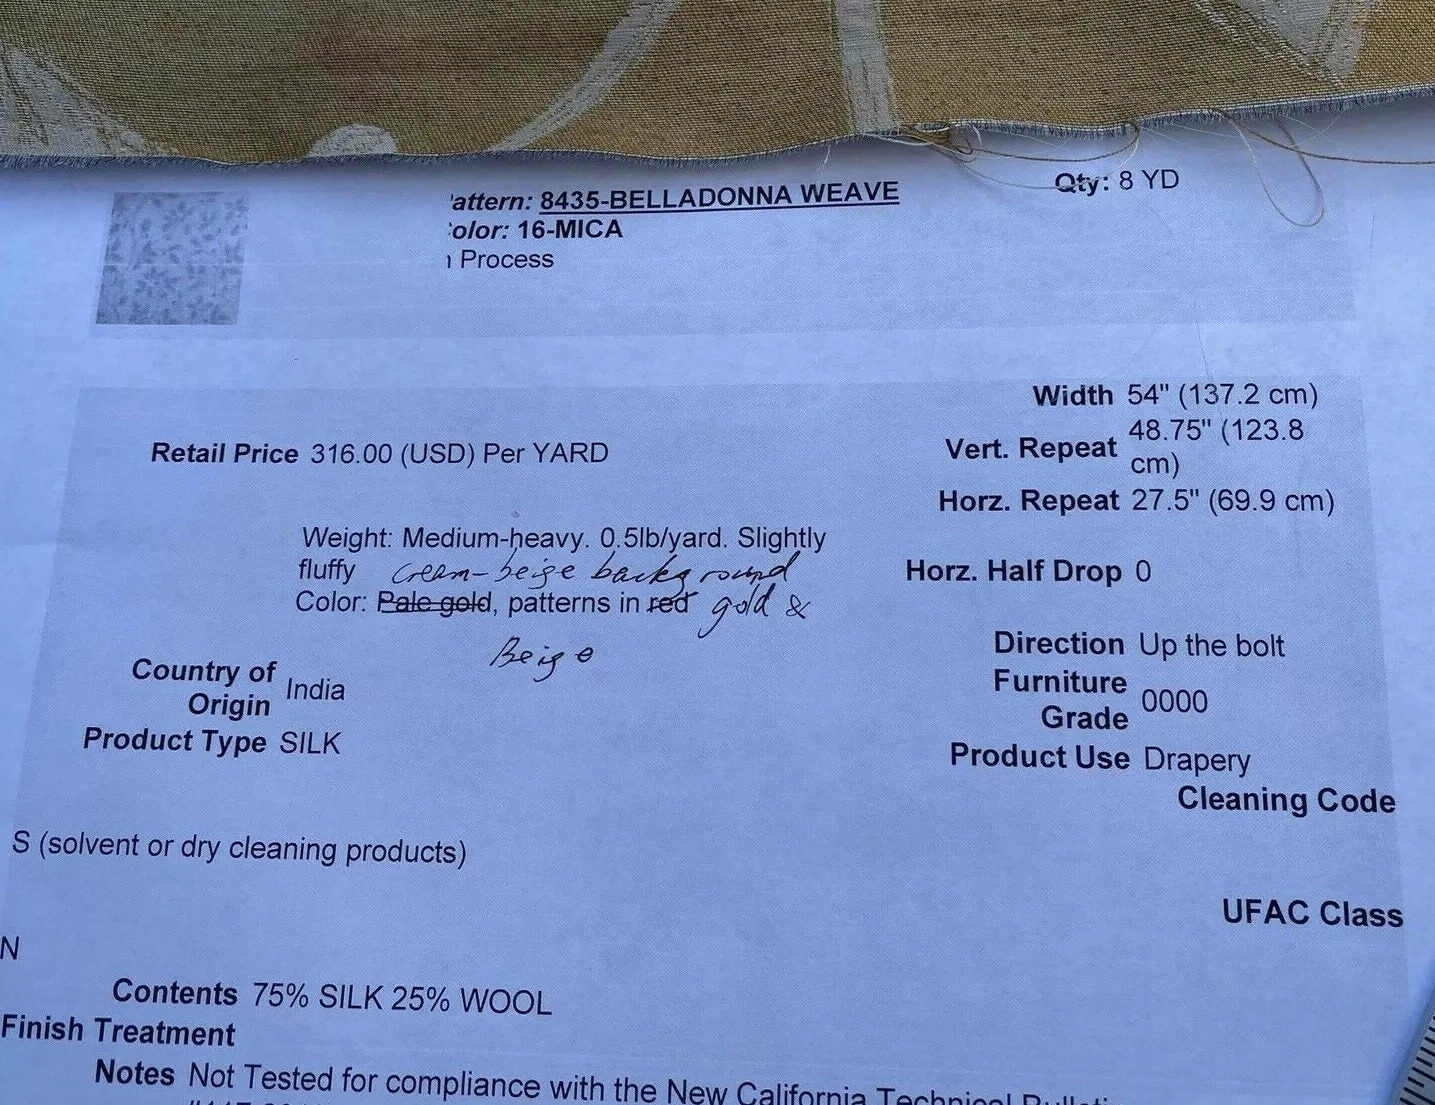 'attern: 8435-BELLADONNA WEAVE
Qty: 8 YD
olor: 16-MICA
Process
Width 54" (137.2 cm)
Retail Price 316.00 (USD) Per YARD
Vert. Repeat 48.75" (123.8 cm)
Horz. Repeat 27.5" (69.9 cm)
Weight: Medium-heavy. 0.5lb/yard. Slightly
fluffy cream-beige background
Horz. Half Drop 0
Color: Pale gold, patterns in red gold &
Beige
Direction Up the bolt
Country of Origin India
Furniture Grade 0000
Product Type SILK
Product Use Drapery
Cleaning Code
S (solvent or dry cleaning products)
UFAC Class
N
Contents 75% SILK 25% WOOL
Finish Treatment
Notes Not Tested for compliance with the New California Technical